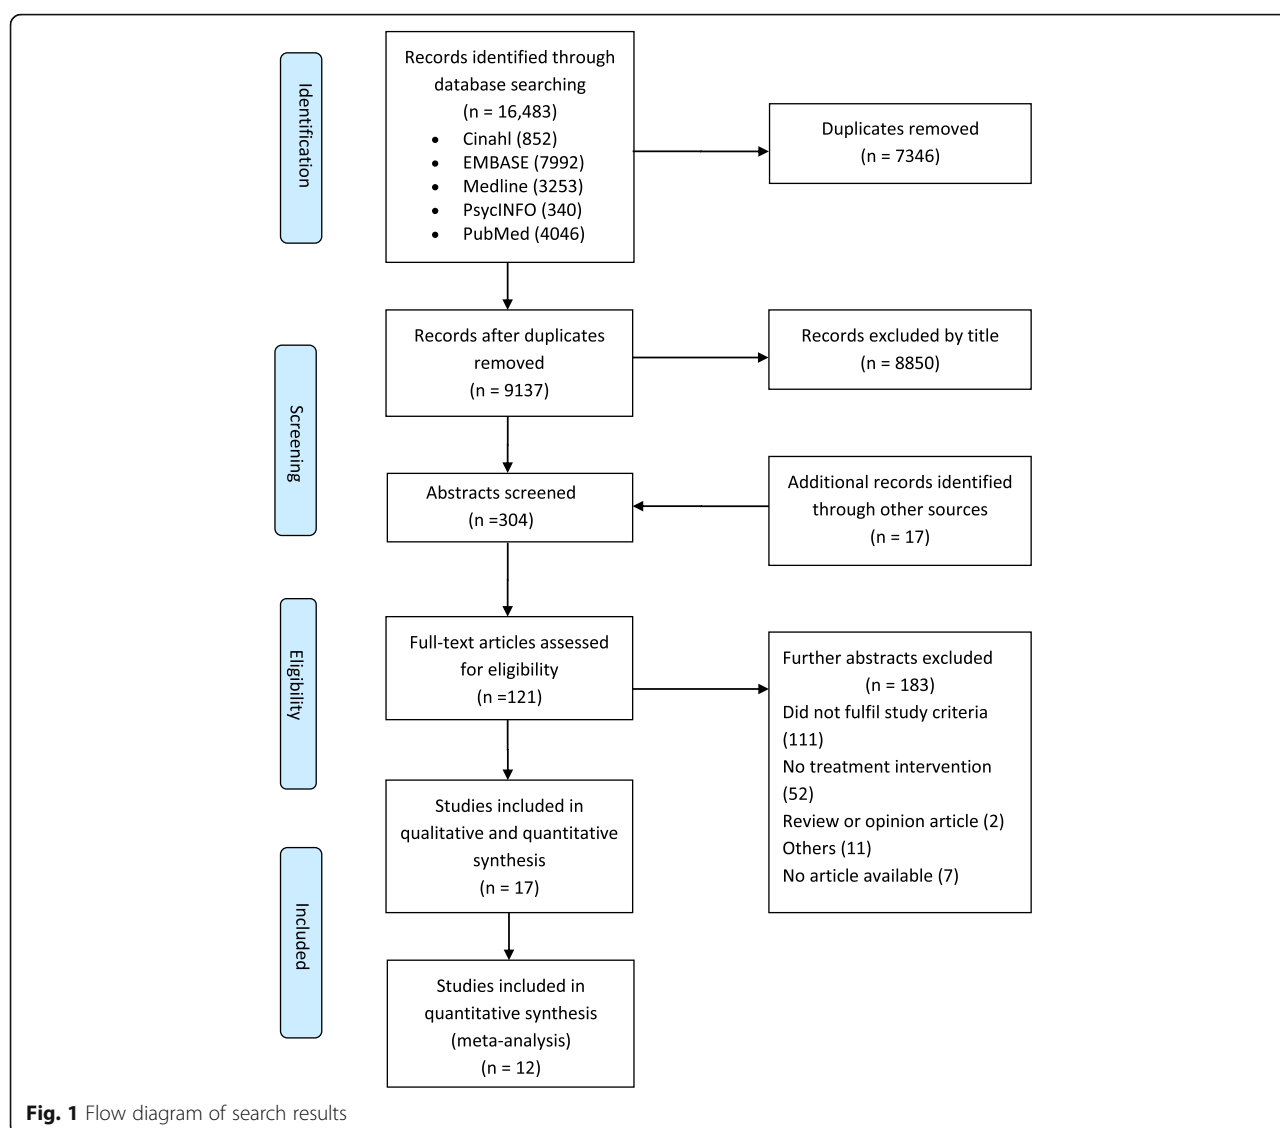 Identification
Records identified through
database searching
(n = 16,483)
• Cinahl (852)
• EMBASE (7992)
• Medline (3253)
• PsycINFO (340)
• PubMed (4046)
Duplicates removed
(n = 7346)
Screening
Records after duplicates
removed
(n = 9137)
Records excluded by title
(n = 8850)
Abstracts screened
(n =304)
Additional records identified
through other sources
(n = 17)
Eligibility
Full-text articles assessed
for eligibility
(n =121)
Further abstracts excluded
(n = 183)
Did not fulfil study criteria
(111)
No treatment intervention
(52)
Review or opinion article (2)
Others (11)
No article available (7)
Included
Studies included in
qualitative and quantitative
synthesis
(n = 17)
Studies included in
quantitative synthesis
(meta-analysis)
(n = 12)
Fig. 1 Flow diagram of search results